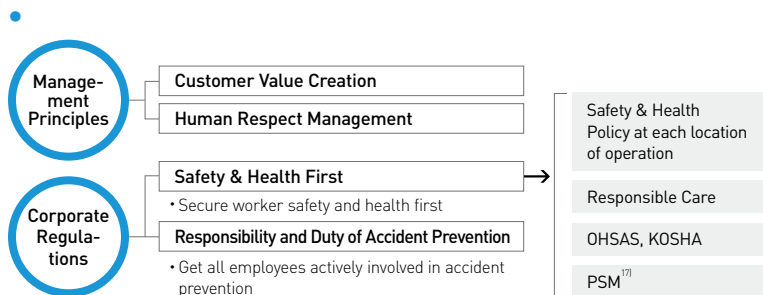 Manage-
ment
Principles
Customer Value Creation
Human Respect Management
Corporate
Regula-
tions
Safety & Health First
• Secure worker safety and health first
Responsibility and Duty of Accident Prevention
• Get all employees actively involved in accident
prevention
Safety & Health
Policy at each location
of operation
Responsible Care
OHSAS, KOSHA
PSM17)